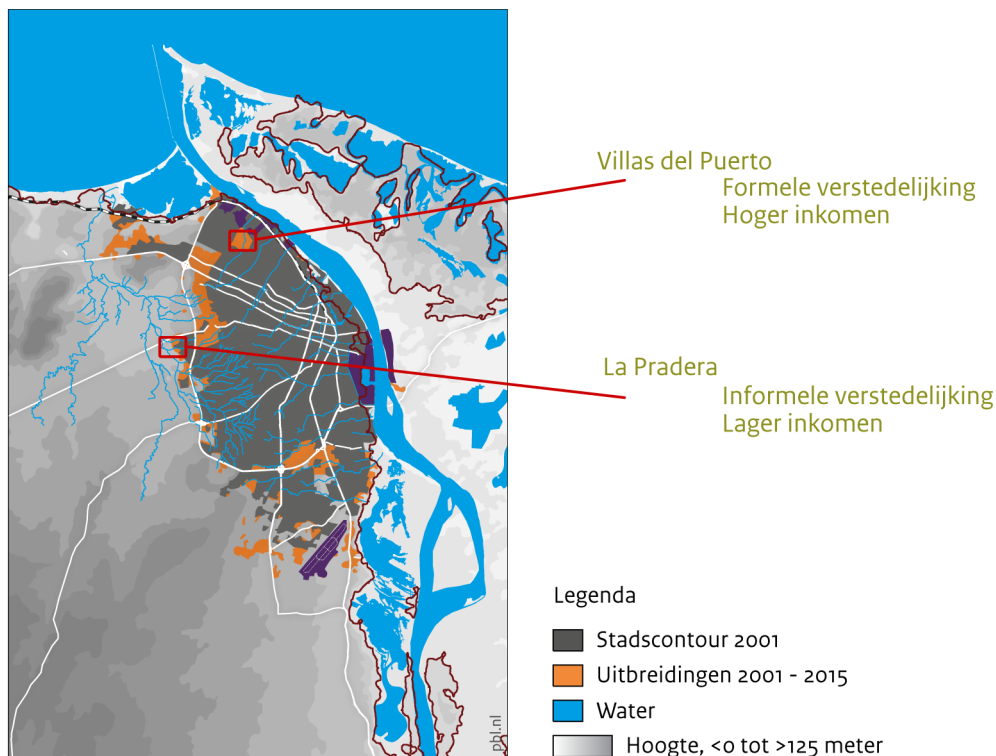 Villas del Puerto
Formele verstedelijking
Hoger inkomen
La Pradera
Informele verstedelijking
Lager inkomen
Legenda
Stadscontour 2001
Uitbreidingen 2001 - 2015
Water
Hoogte, <0 tot >125 meter
pbl.nl